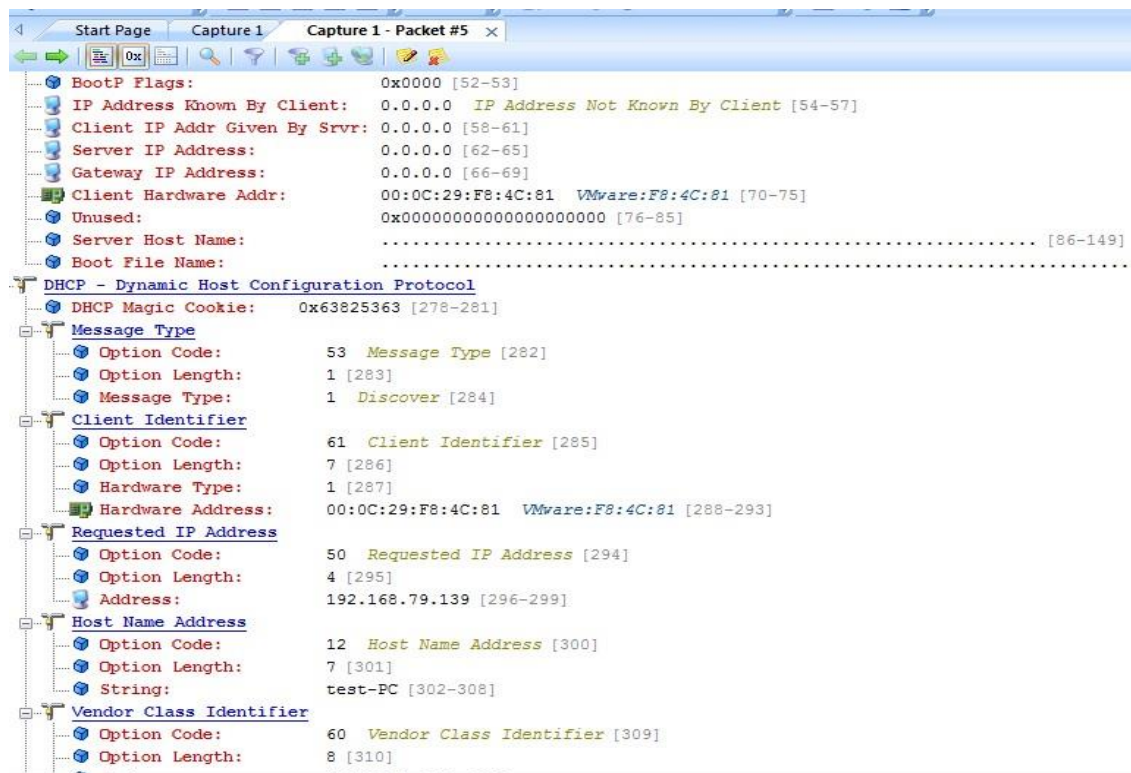 Start Page Capture 1 Capture 1 - Packet #5
BootP Flags: 0x0000 [52-53]
IP Address Known By Client: 0.0.0.0 IP Address Not Known By Client [54-57]
Client IP Addr Given By Srvr: 0.0.0.0 [58-61]
Server IP Address: 0.0.0.0 [62-65]
Gateway IP Address: 0.0.0.0 [66-69]
Client Hardware Addr: 00:0C:29:F8:4C:81 VMware:F8:4C:81 [70-75]
Unused: 0x00000000000000000000 [76-85]
Server Host Name: ................................................................ [86-149]
Boot File Name: .........................................................................
DHCP - Dynamic Host Configuration Protocol
DHCP Magic Cookie: 0x63825363 [278-281]
Message Type
Option Code: 53 Message Type [282]
Option Length: 1 [283]
Message Type: 1 Discover [284]
Client Identifier
Option Code: 61 Client Identifier [285]
Option Length: 7 [286]
Hardware Type: 1 [287]
Hardware Address: 00:0C:29:F8:4C:81 VMware:F8:4C:81 [288-293]
Requested IP Address
Option Code: 50 Requested IP Address [294]
Option Length: 4 [295]
Address: 192.168.79.139 [296-299]
Host Name Address
Option Code: 12 Host Name Address [300]
Option Length: 7 [301]
String: test-PC [302-308]
Vendor Class Identifier
Option Code: 60 Vendor Class Identifier [309]
Option Length: 8 [310]